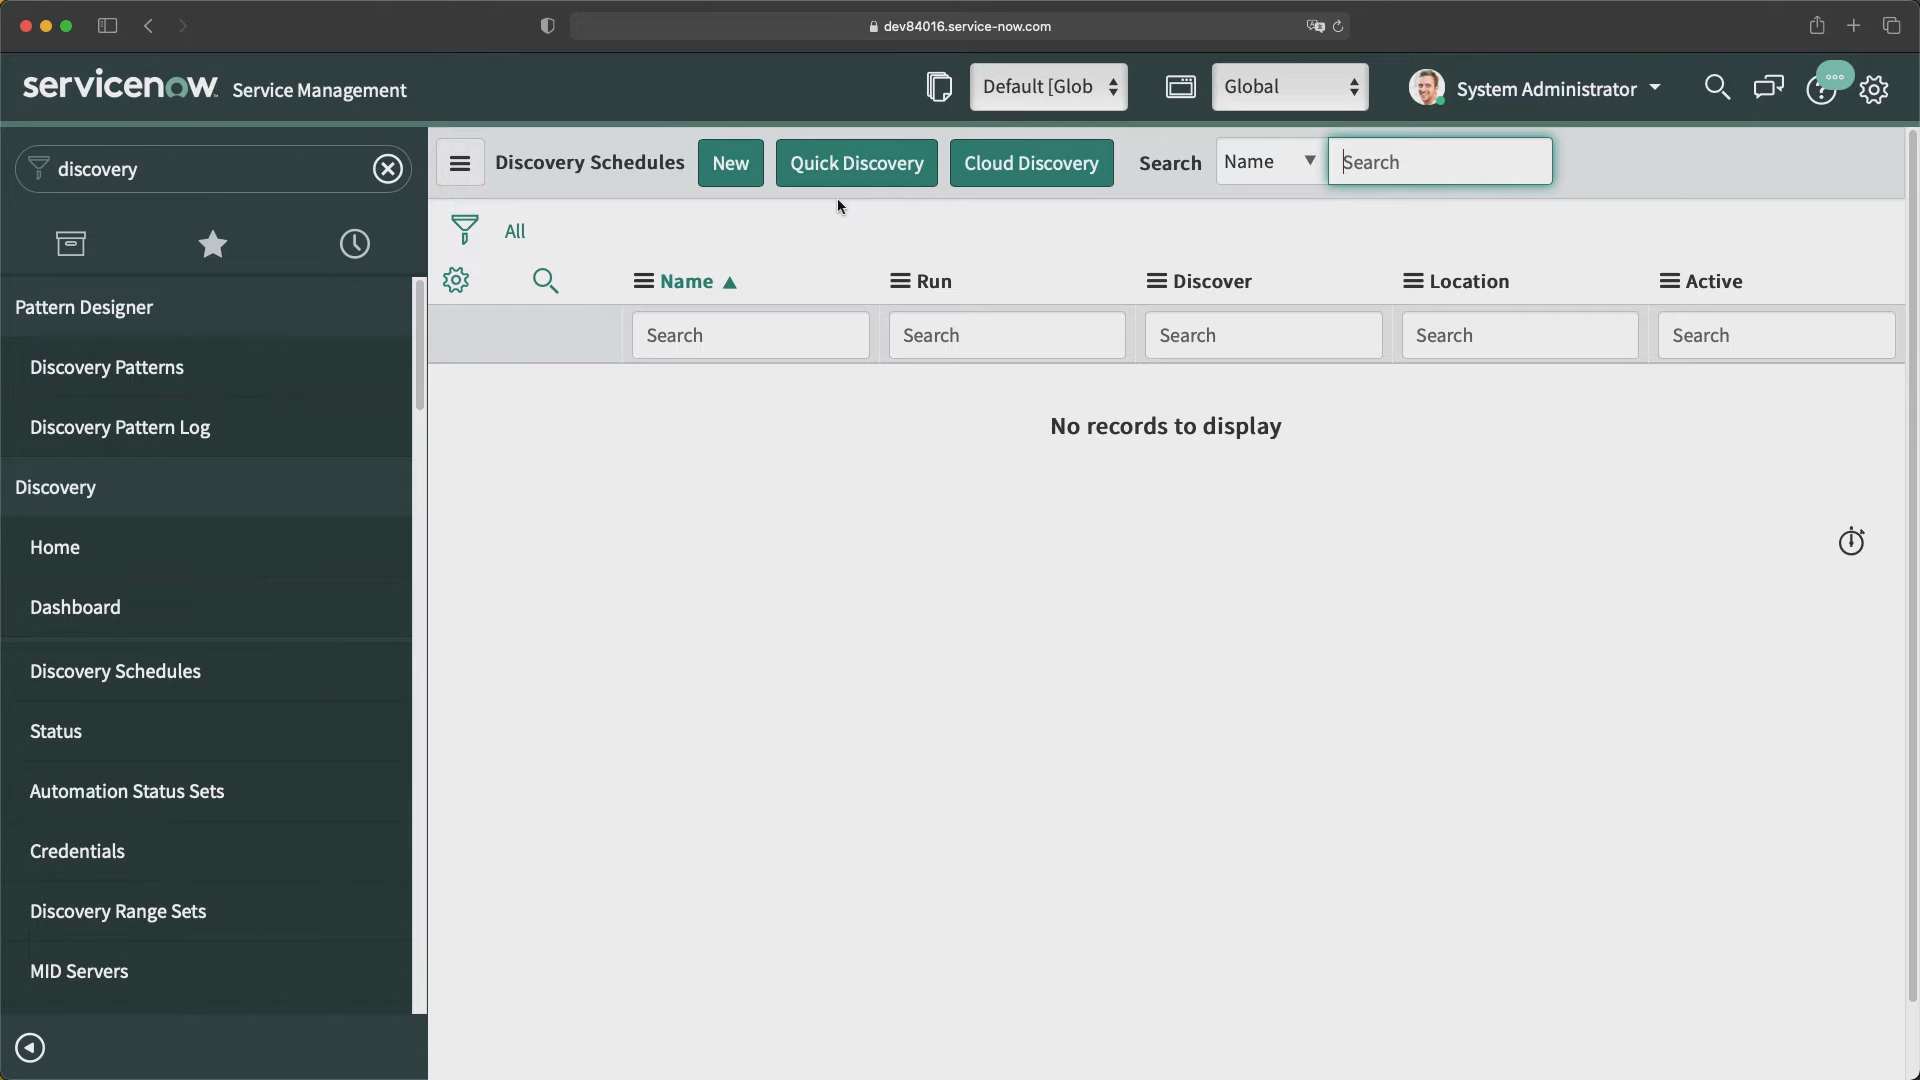 dev84016.service-now.com
servicenow Service Management
Default [Glob
Global
System Administrator
discovery
Discovery Schedules
New
Quick Discovery
Cloud Discovery
Search
Name
Search
All
Name
Run
Discover
Location
Active
Search
Search
Search
Search
Search
No records to display
Pattern Designer
Discovery Patterns
Discovery Pattern Log
Discovery
Home
Dashboard
Discovery Schedules
Status
Automation Status Sets
Credentials
Discovery Range Sets
MID Servers